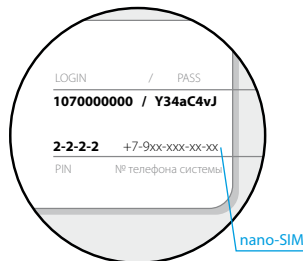 LOGIN / PASS
1070000000 / Y34aC4vJ
2-2-2-2 +7-9xx-xxx-xx-xx
PIN № телефона системы
nano-SIM